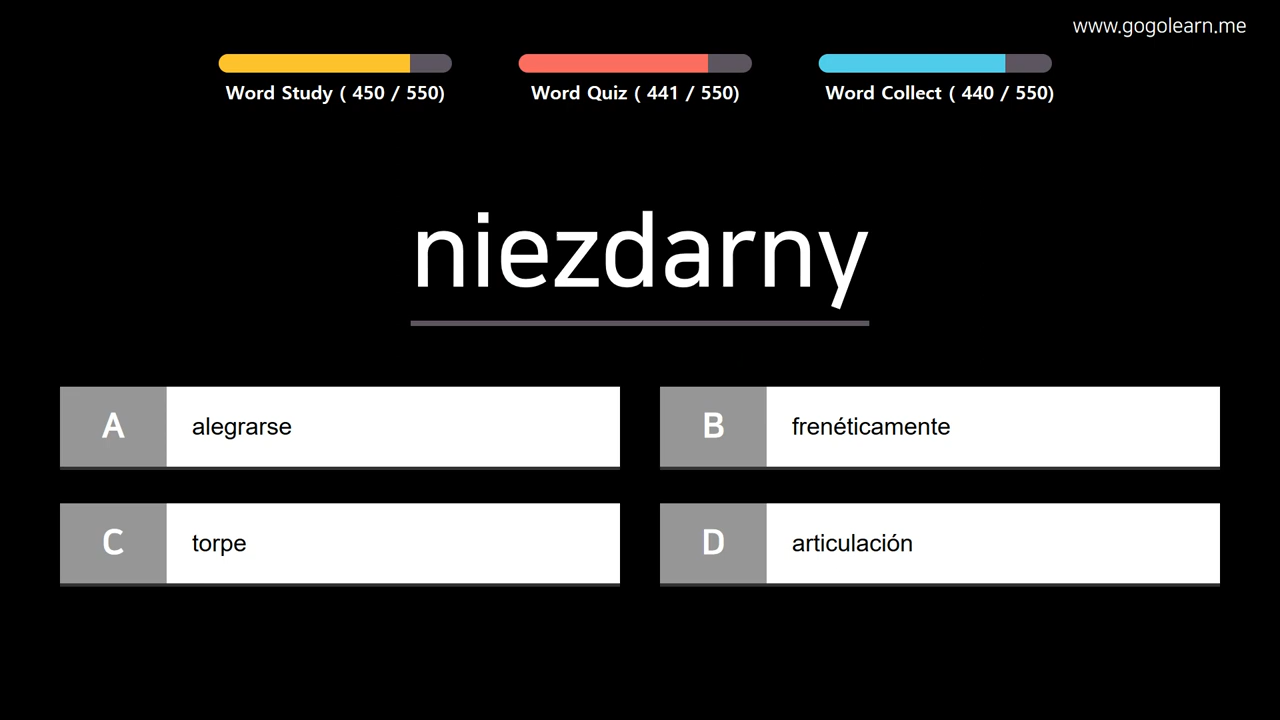 www.gogolearn.me
Word Study ( 450 / 550)
Word Quiz ( 441 / 550)
Word Collect ( 440 / 550)
niezdarny
A alegrarse
B frenéticamente
C torpe
D articulación